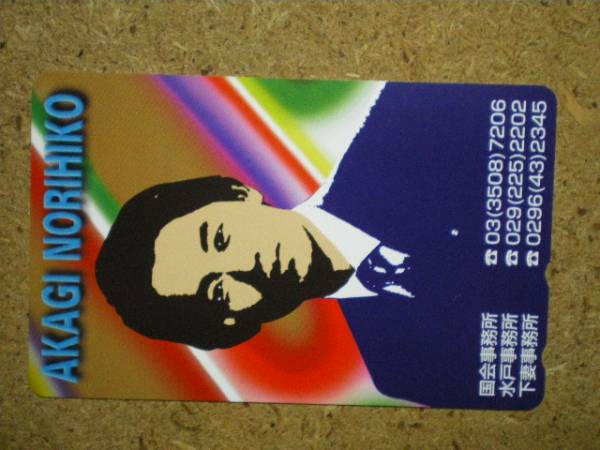 AKAGI NORIHIKO
国会事務所 ☎ 03(3508)7206
水戸事務所 ☎ 029(225)2202
下妻事務所 ☎ 0296(43)2345